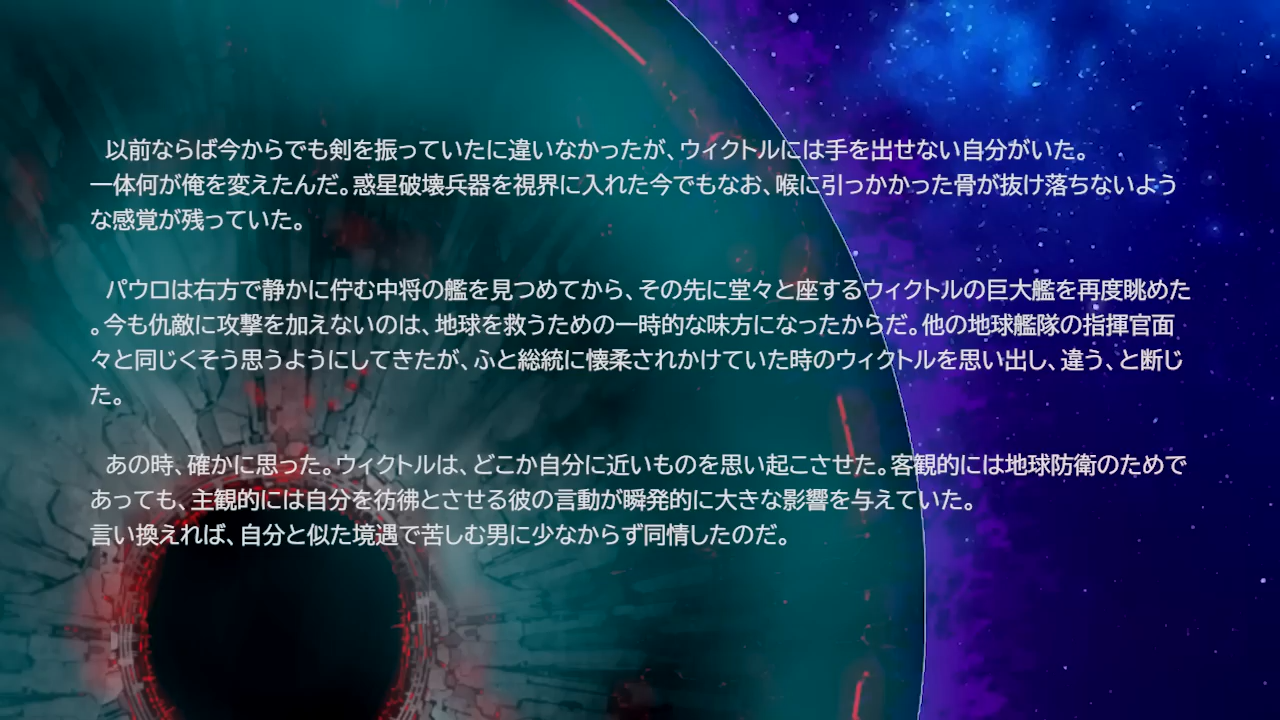 以前ならば今からでも剣を振っていたに違いなかったが、ウィクトルには手を出せない自分がいた。
一体何が俺を変えたんだ。惑星破壊兵器を視界に入れた今でもなお、喉に引っかかった骨が抜け落ちないよう
な感覚が残っていた。
パウロは右方で静かに佇む中将の艦を見つめてから、その先に堂々と座するウィクトルの巨大艦を再度眺めた
。今も仇敵に攻撃を加えないのは、地球を救うための一時的な味方になったからだ。他の地球艦隊の指揮官面
々と同じくそう思うようにしてきたが、ふと総統に懐柔されかけていた時のウィクトルを思い出し、違う、と断じ
た。
あの時、確かに思った。ウィクトルは、どこか自分に近いものを思い起こさせた。客観的には地球防衛のためで
あっても、主観的には自分を彷彿とさせる彼の言動が瞬発的に大きな影響を与えていた。
言い換えれば、自分と似た境遇で苦しむ男に少なからず同情したのだ。